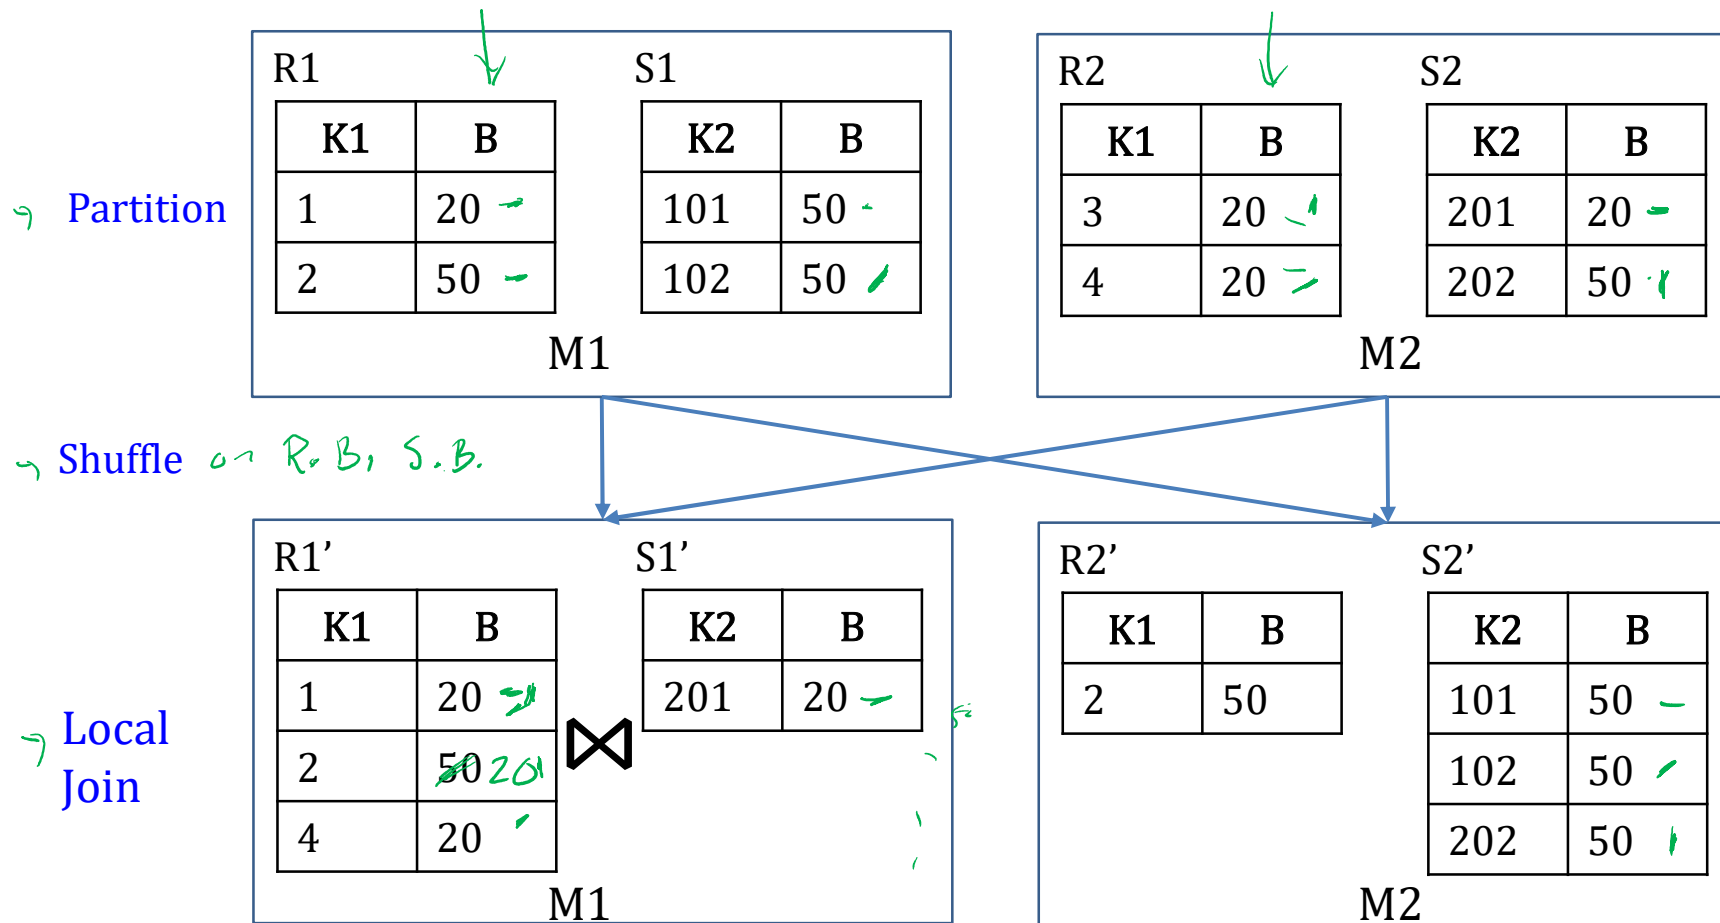 R1 S1 R2 S2
K1 B K2 B K1 B K2 B
Partition 1 20 101 50 3 20 201 20
2 50 102 50 4 20 202 50
M1 M2
Shuffle on R.B, S.B.
R1’ S1’ R2’ S2’
K1 B K2 B K1 B K2 B
1 20 201 20 2 50 101 50
Local 2 50 20 102 50
Join 4 20 202 50
M1 M2